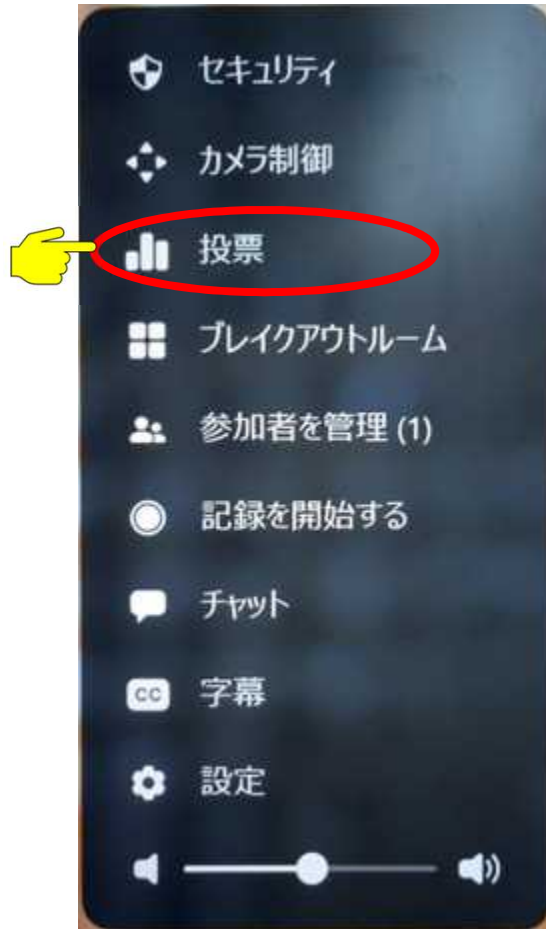 セキュリティ
カメラ制御
投票
ブレイクアウトルーム
参加者を管理 (1)
記録を開始する
チャット
CC 字幕
設定